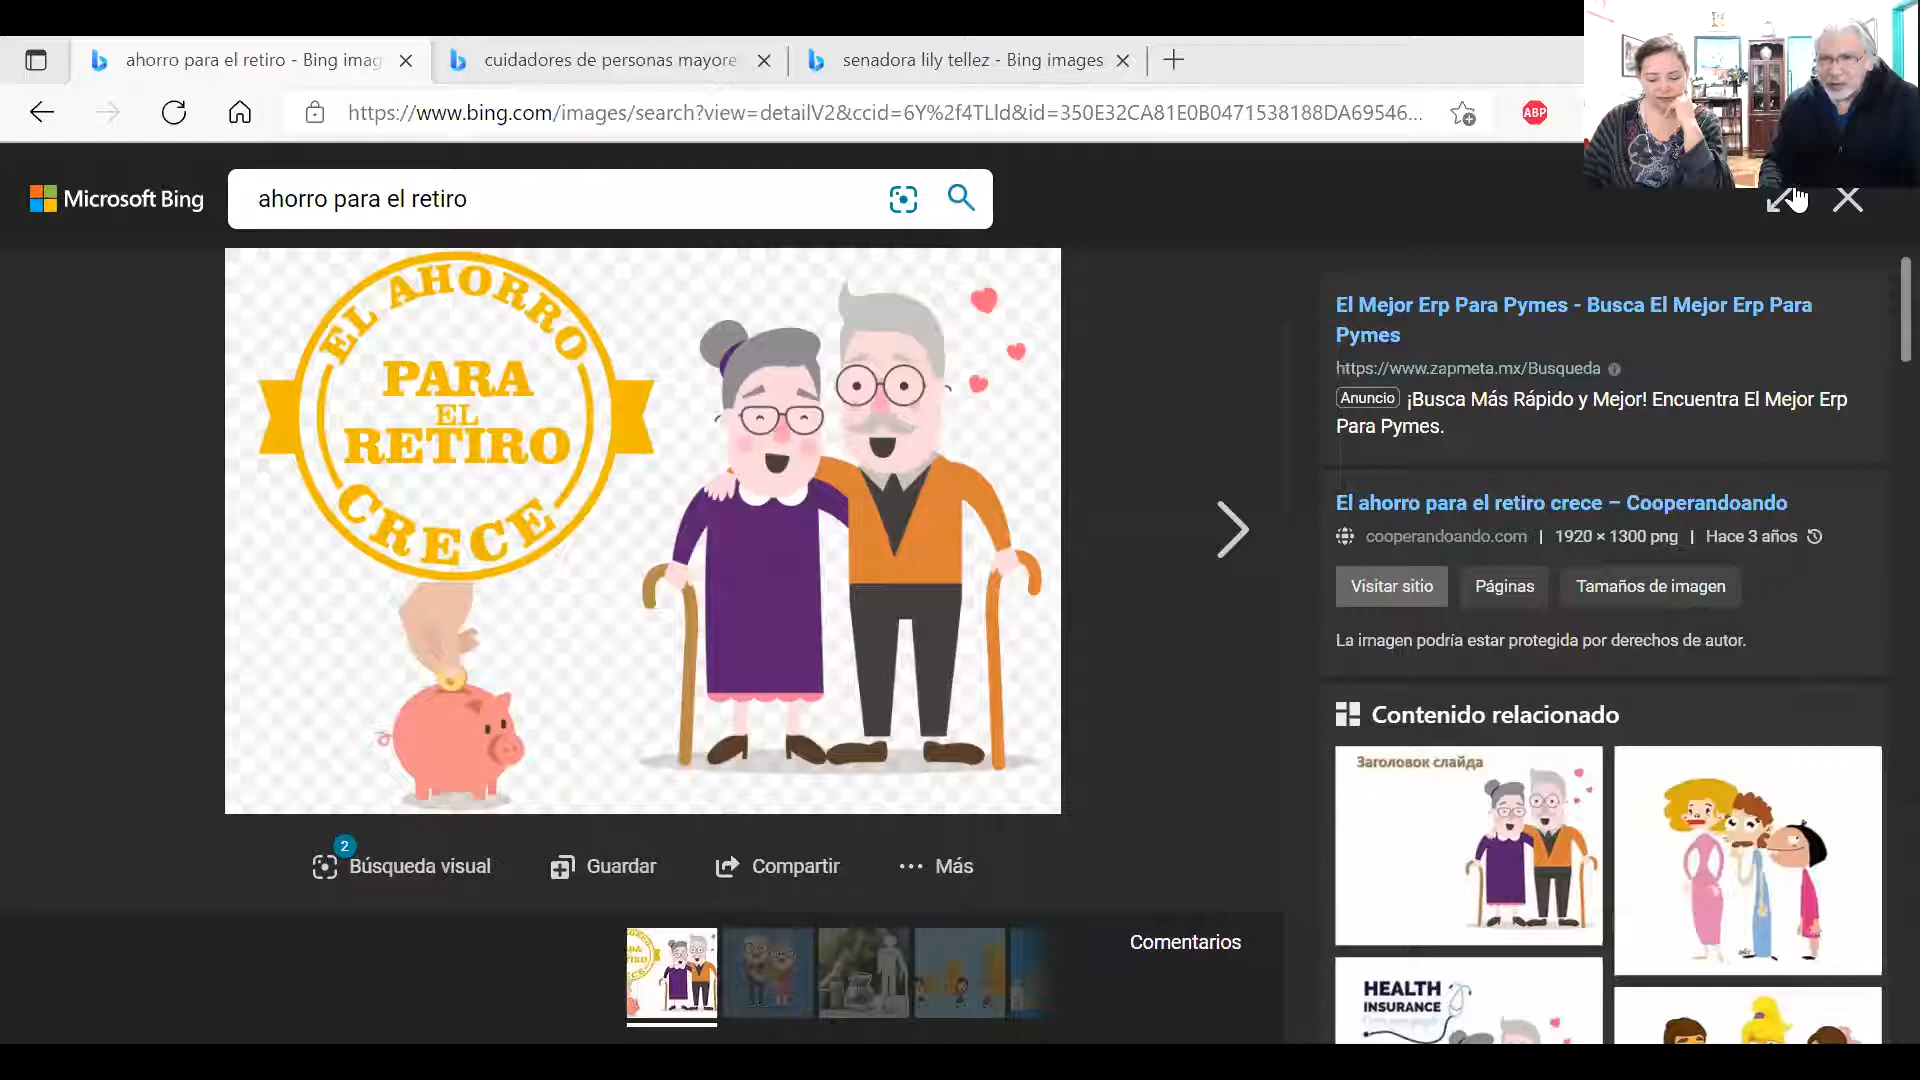 ahorro para el retiro - Bing imag
cuidadores de personas mayore
senadora lily tellez - Bing images
https://www.bing.com/images/search?view=detailV2&ccid=6Y%2f4TLld&id=350E32CA81E0B0471538188DA69546...
ABP
Microsoft Bing
ahorro para el retiro
EL AHORRO
PARA
EL
RETIRO
CRECE
El Mejor Erp Para Pymes - Busca El Mejor Erp Para
Pymes
https://www.zapmeta.mx/Busqueda
Anuncio ¡Busca Más Rápido y Mejor! Encuentra El Mejor Erp
Para Pymes.
El ahorro para el retiro crece – Cooperandoando
cooperandoando.com | 1920 × 1300 png | Hace 3 años
Visitar sitio
Páginas
Tamaños de imagen
La imagen podría estar protegida por derechos de autor.
Contenido relacionado
Заголовок слайда
HEALTH
INSURANCE
2
Búsqueda visual
Guardar
Compartir
Más
Comentarios